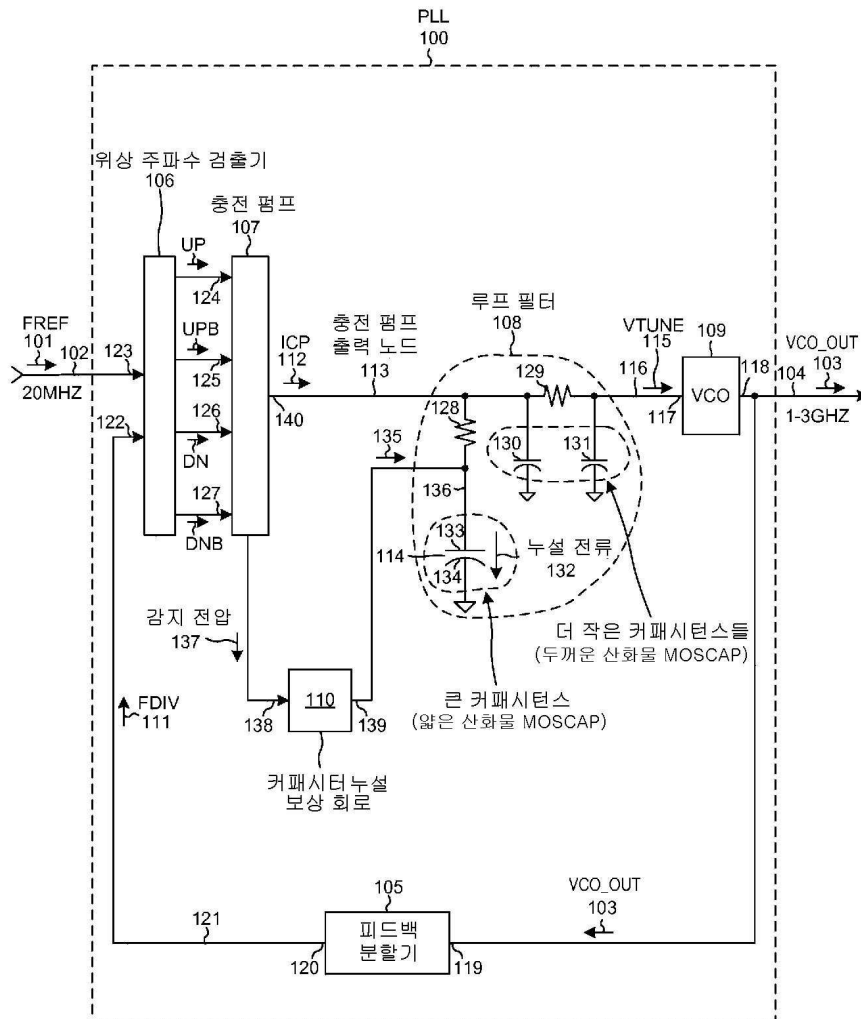 PLL
100
위상 주파수 검출기
106
충전 펌프
107
UP
124
UPB
125
126
DN
127
DNB
FREF
101
102
123
20MHZ
122
ICP
112
140
충전 펌프
출력 노드
113
루프 필터
108
128
129
130
131
135
136
133
114
134
누설 전류
132
116
VTUNE
115
117
109
VCO
118
VCO_OUT
103
104
1-3GHZ
더 작은 커패시턴스들
(두꺼운 산화물 MOSCAP)
큰 커패시턴스
(얇은 산화물 MOSCAP)
감지 전압
137
138
110
139
커패시터 누설
보상 회로
FDIV
111
121
105
피드백
분할기
120
119
VCO_OUT
103